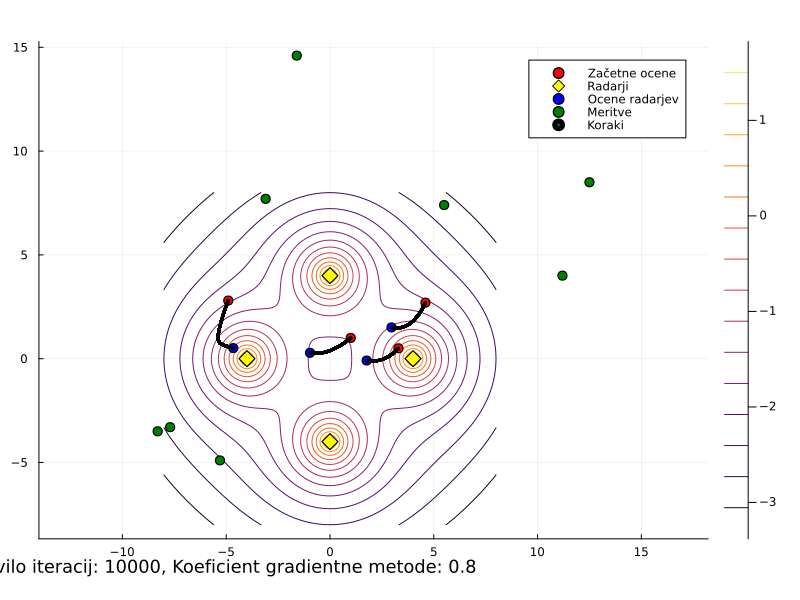 15
10
5
0
−5
−10
−5
0
5
10
15
Začetne ocene
Radarji
Ocene radarjev
Meritve
Koraki
1
0
−1
−2
−3
iteracij: 10000, Koeficient gradientne metode: 0.8